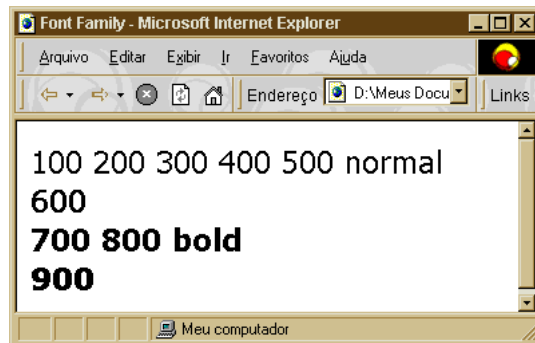 Font Family - Microsoft Internet Explorer
Arquivo Editar Exibir Ir Favoritos Ajuda
Endereço D:\Meus Docu Links
100 200 300 400 500 normal
600
700 800 bold
900
Meu computador